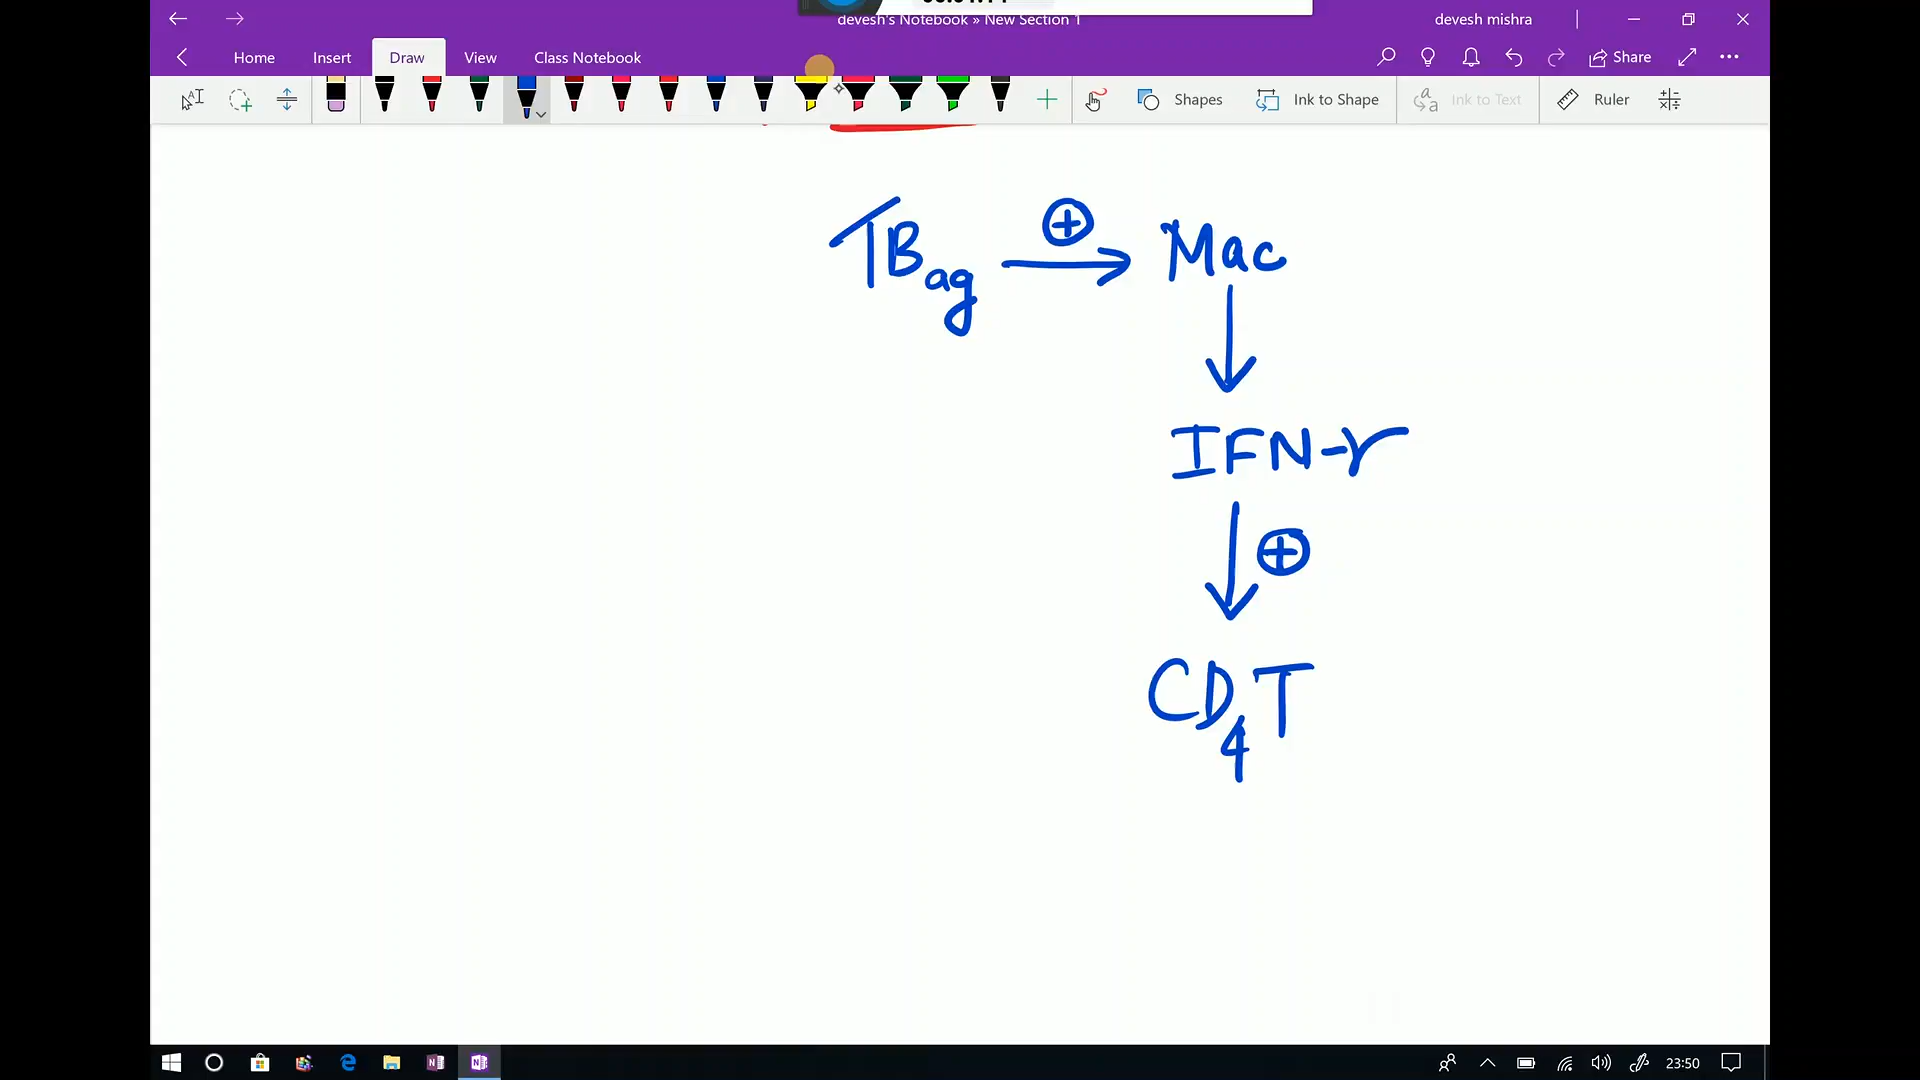 devesh's Notebook » New Section 1
devesh mishra
Home Insert Draw View Class Notebook
Share
Shapes Ink to Shape Ink to Text Ruler
TBag ⊕ → Mac
↓
IFN-γ
↓ ⊕
CD4T
23:50